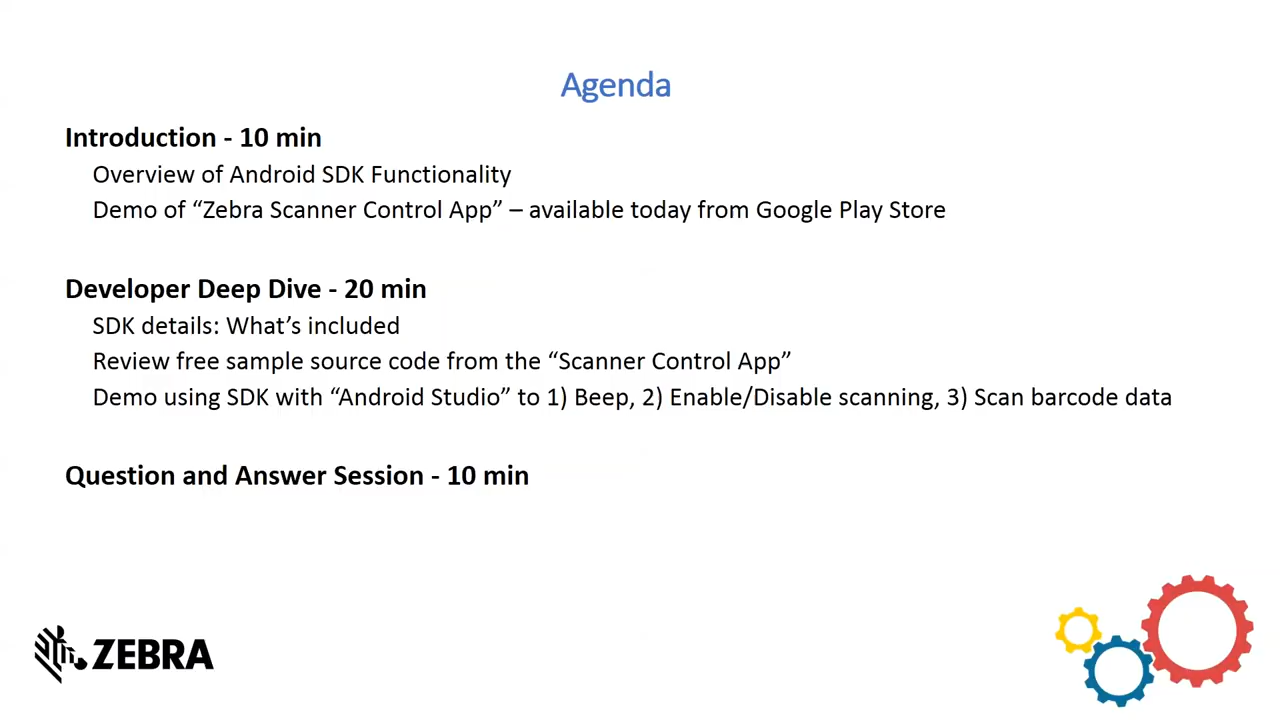 Agenda
Introduction - 10 min
Overview of Android SDK Functionality
Demo of “Zebra Scanner Control App” – available today from Google Play Store
Developer Deep Dive - 20 min
SDK details: What’s included
Review free sample source code from the “Scanner Control App”
Demo using SDK with “Android Studio” to 1) Beep, 2) Enable/Disable scanning, 3) Scan barcode data
Question and Answer Session - 10 min
ZEBRA